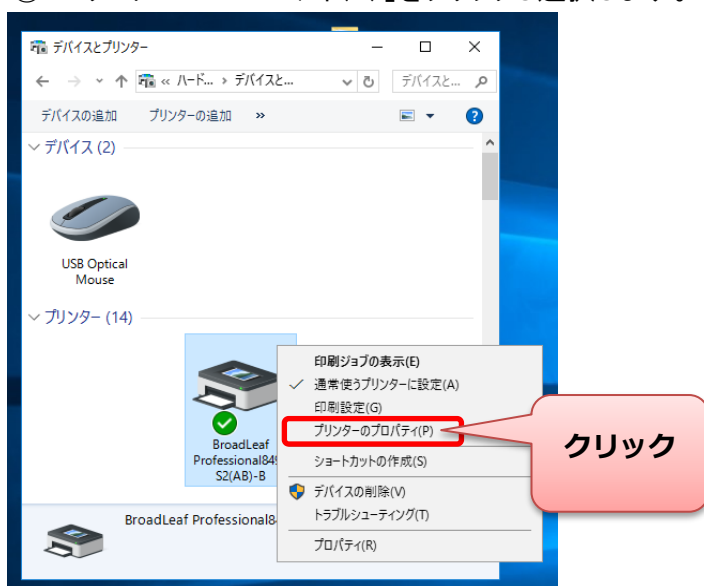 デバイスとプリンター
« ハード... › デバイスと...
デバイスと...
デバイスの追加 プリンターの追加 »
デバイス (2)
USB Optical
Mouse
プリンター (14)
BroadLeaf
S2(AB)-B
印刷ジョブの表示(E)
通常使うプリンターに設定(A)
印刷設定(G)
プリンターのプロパティ(P)
ショートカットの作成(S)
デバイスの削除(V)
トラブルシューティング(T)
プロパティ(R)
クリック
BroadLeaf